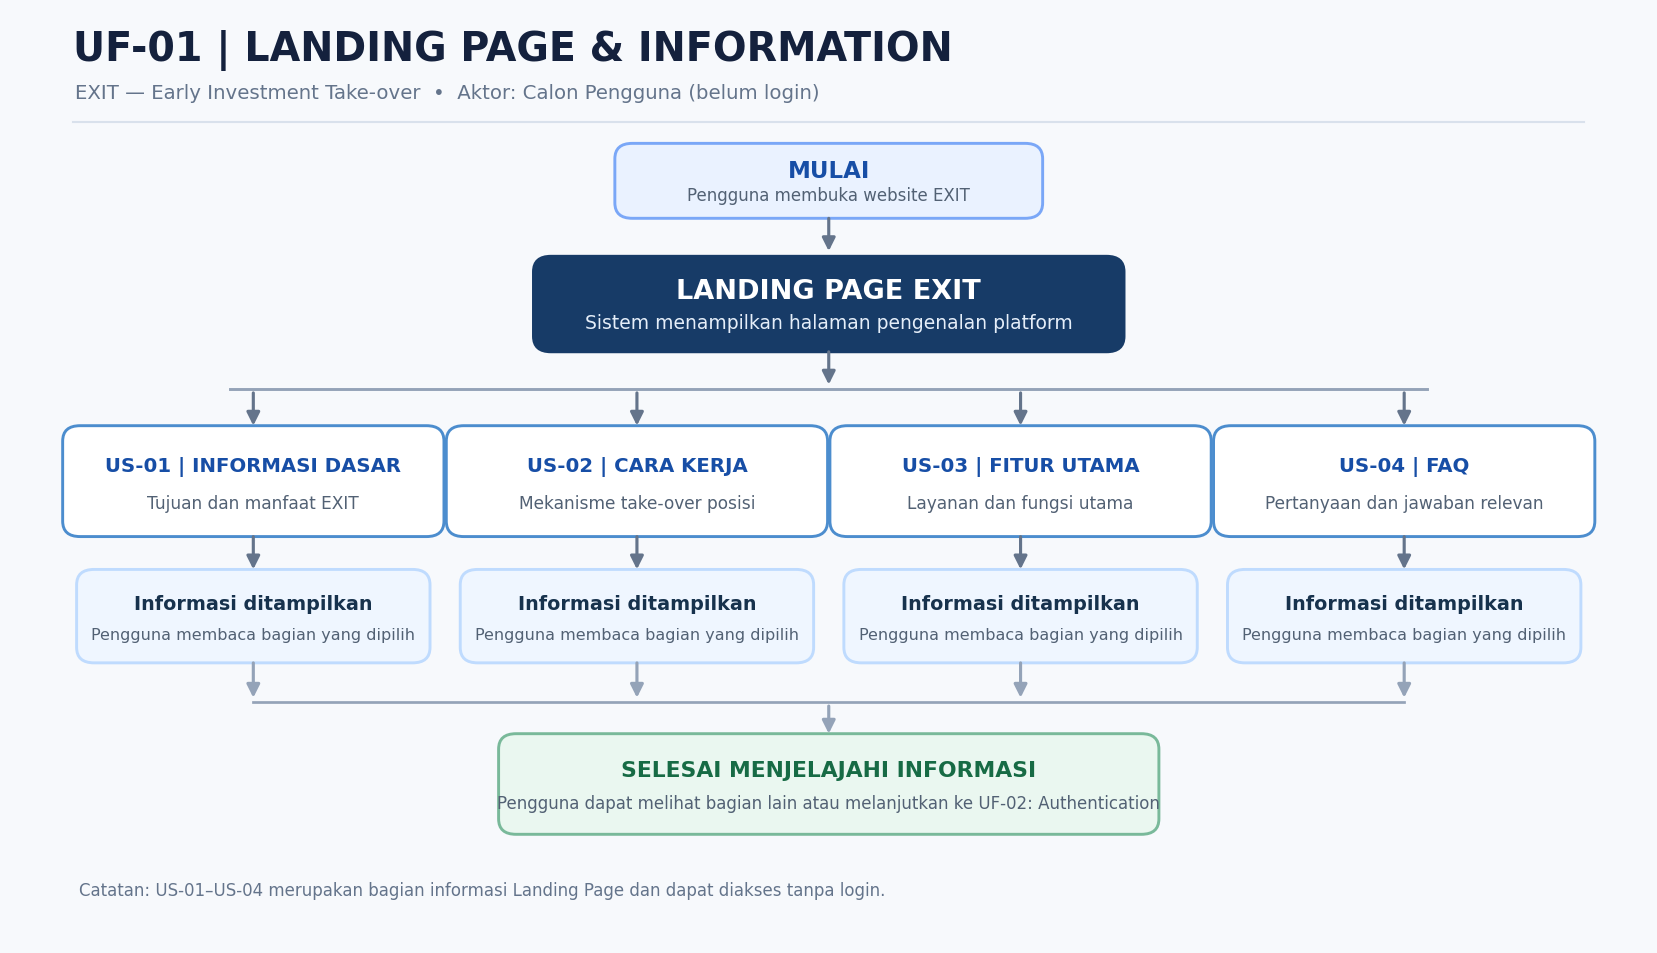 UF-01 | LANDING PAGE & INFORMATION
EXIT — Early Investment Take-over • Aktor: Calon Pengguna (belum login)
MULAI
Pengguna membuka website EXIT
LANDING PAGE EXIT
Sistem menampilkan halaman pengenalan platform
US-01 | INFORMASI DASAR
Tujuan dan manfaat EXIT
US-02 | CARA KERJA
Mekanisme take-over posisi
US-03 | FITUR UTAMA
Layanan dan fungsi utama
US-04 | FAQ
Pertanyaan dan jawaban relevan
Informasi ditampilkan
Pengguna membaca bagian yang dipilih
Informasi ditampilkan
Pengguna membaca bagian yang dipilih
Informasi ditampilkan
Pengguna membaca bagian yang dipilih
Informasi ditampilkan
Pengguna membaca bagian yang dipilih
SELESAI MENJELAJAHI INFORMASI
Pengguna dapat melihat bagian lain atau melanjutkan ke UF-02: Authentication
Catatan: US-01–US-04 merupakan bagian informasi Landing Page dan dapat diakses tanpa login.